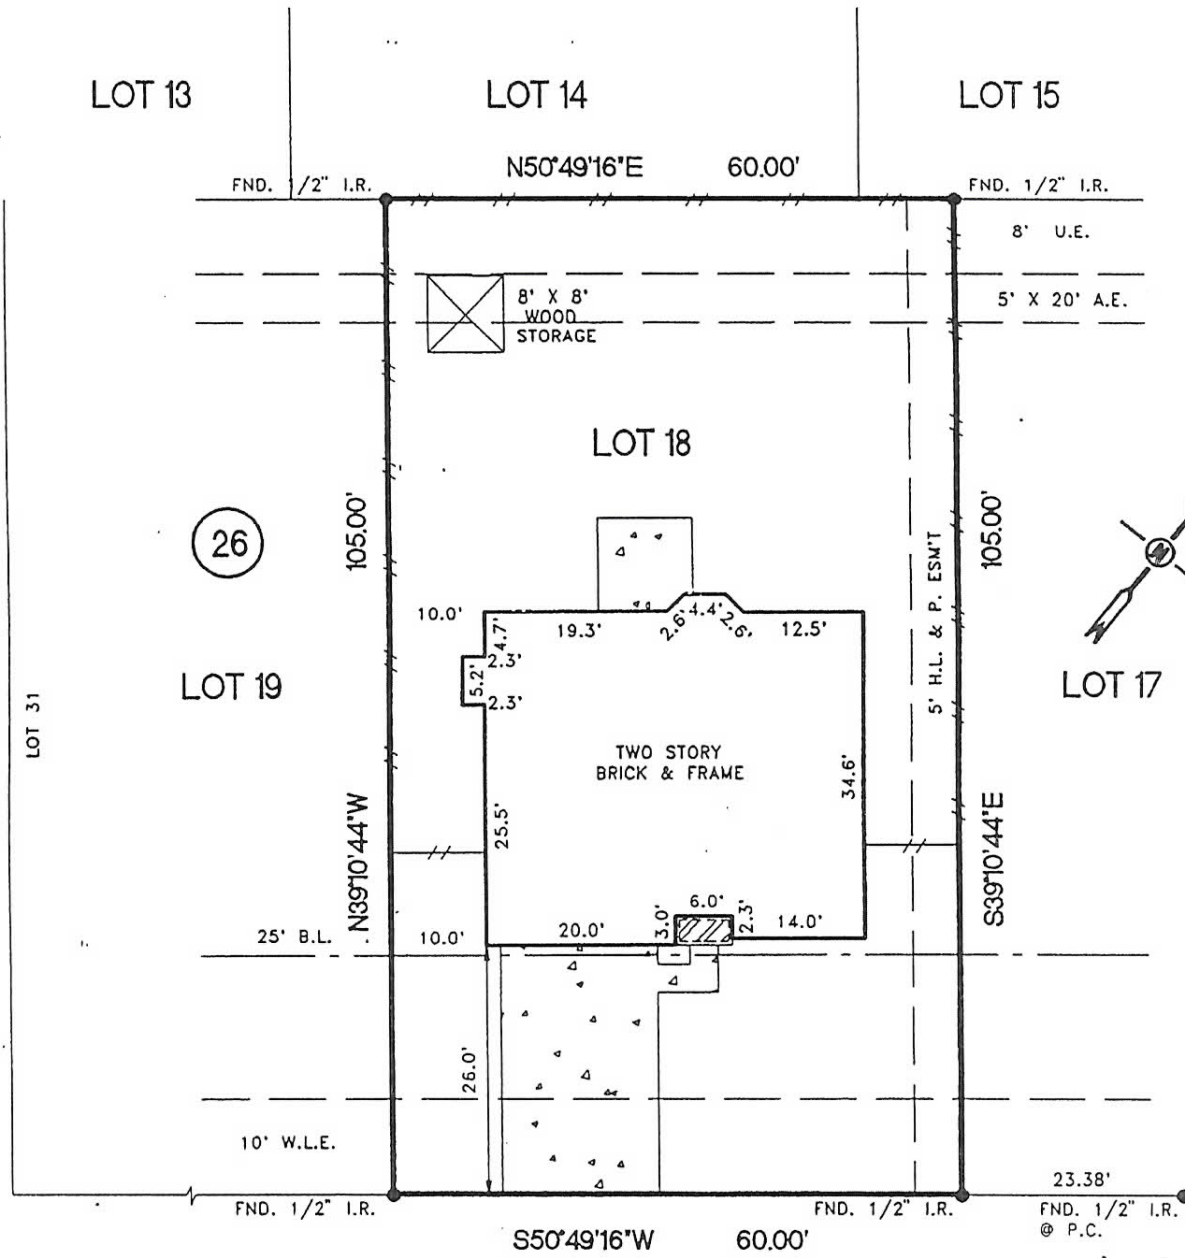 LOT 13
LOT 14
LOT 15
N50°49'16"E 60.00'
FND. 1/2" I.R.
FND. 1/2" I.R.
8' U.E.
5' X 20' A.E.
8' X 8'
WOOD
STORAGE
LOT 18
26
105.00'
105.00'
5' H.L. & P. ESM'T
N
10.0'
19.3'
2.6'
4.4'
2.6'
12.5'
4.7'
2.3'
5.2'
2.3'
LOT 19
LOT 17
LOT 31
TWO STORY
BRICK & FRAME
34.6'
25.5'
N39°10'44"W
S39°10'44"E
6.0'
3.0'
2.3'
14.0'
20.0'
25' B.L.
10.0'
26.0'
10' W.L.E.
23.38'
FND. 1/2" I.R.
FND. 1/2" I.R.
FND. 1/2" I.R.
@ P.C.
S50°49'16"W 60.00'